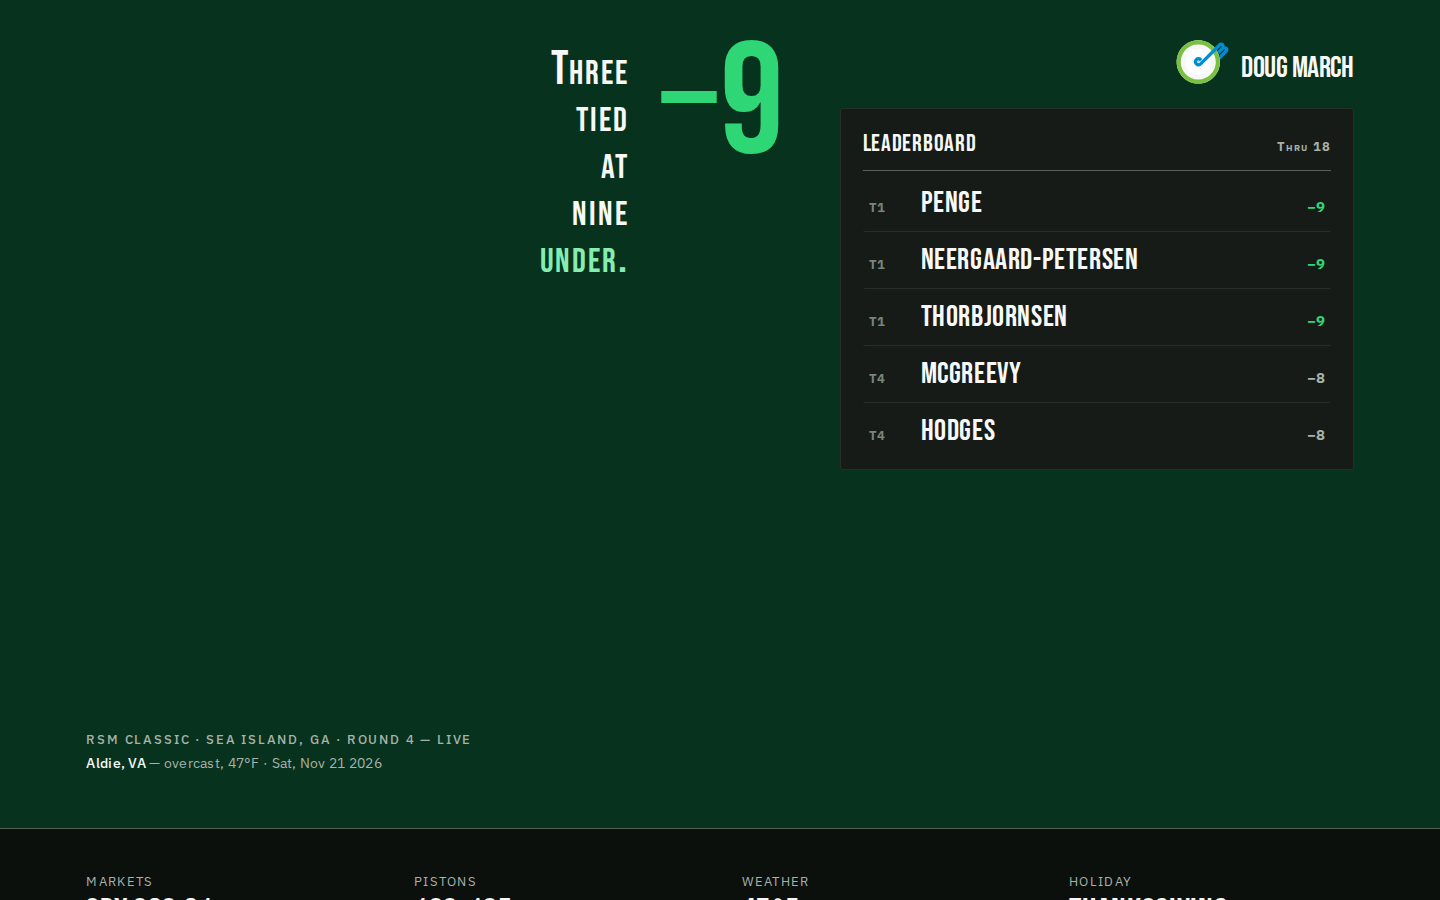 Three
TIED
AT
NINE
UNDER.
−9
DOUG MARCH
LEADERBOARD
Thru 18
T1 PENGE −9
T1 NEERGAARD-PETERSEN −9
T1 THORBJORNSEN −9
T4 MCGREEVY −8
T4 HODGES −8
RSM CLASSIC · SEA ISLAND, GA · ROUND 4 — LIVE
Aldie, VA — overcast, 47°F · Sat, Nov 21 2026
MARKETS
PISTONS
WEATHER
HOLIDAY